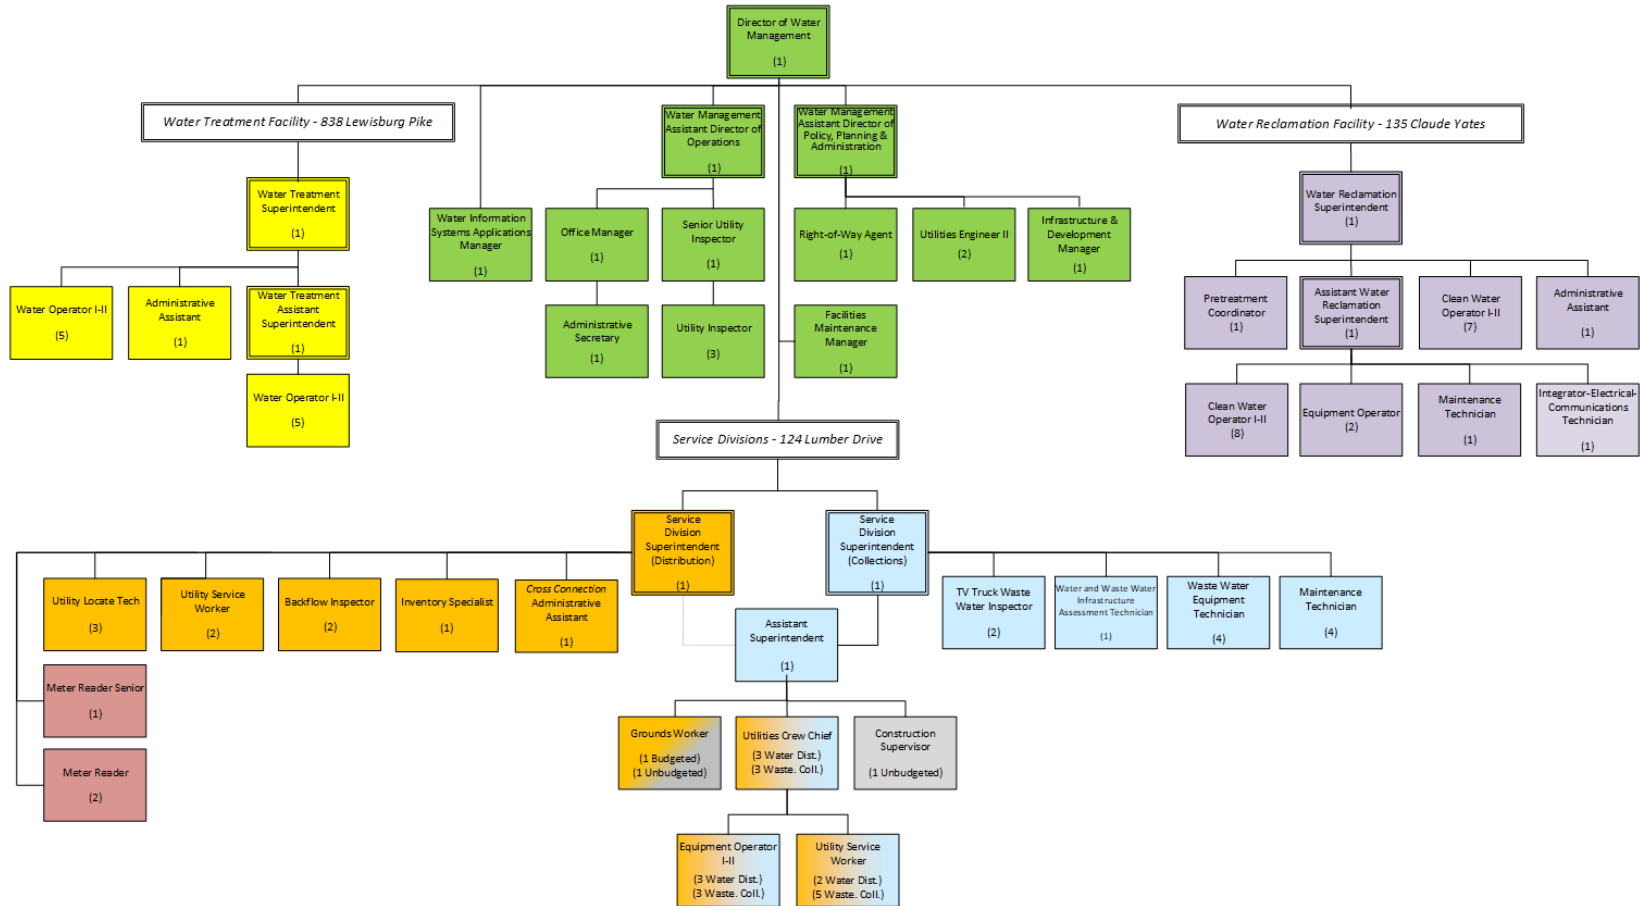 Director of Water
Management
(1)
Water Treatment Facility - 838 Lewisburg Pike
Water Management
Assistant Director of
Operations
(1)
Water Management
Assistant Director of
Policy, Planning &
Administration
(1)
Water Reclamation Facility - 135 Claude Yates
Water Treatment
Superintendent
(1)
Water Reclamation
Superintendent
(1)
Water Information
Systems Applications
Manager
(1)
Office Manager
(1)
Senior Utility
Inspector
(1)
Right-of-Way Agent
(1)
Utilities Engineer II
(2)
Infrastructure &
Development
Manager
(1)
Water Operator I-II
(5)
Administrative
Assistant
(1)
Water Treatment
Assistant
Superintendent
(1)
Pretreatment
Coordinator
(1)
Assistant Water
Reclamation
Superintendent
(1)
Clean Water
Operator I-II
(7)
Administrative
Assistant
(1)
Administrative
Secretary
(1)
Utility Inspector
(3)
Facilities
Maintenance
Manager
(1)
Water Operator I-II
(5)
Clean Water
Operator I-II
(8)
Equipment Operator
(2)
Maintenance
Technician
(1)
Integrator-Electrical-
Communications
Technician
(1)
Service Divisions - 124 Lumber Drive
Service
Division
Superintendent
(Distribution)
(1)
Service
Division
Superintendent
(Collections)
(1)
Utility Locate Tech
(3)
Utility Service
Worker
(2)
Backflow Inspector
(2)
Inventory Specialist
(1)
Cross Connection
Administrative
Assistant
(1)
TV Truck Waste
Water Inspector
(2)
Water and Waste Water
Infrastructure
Assessment Technician
(1)
Waste Water
Equipment
Technician
(4)
Maintenance
Technician
(4)
Assistant
Superintendent
(1)
Meter Reader Senior
(1)
Meter Reader
(2)
Grounds Worker
(1 Budgeted)
(1 Unbudgeted)
Utilities Crew Chief
(3 Water Dist.)
(3 Waste. Coll.)
Construction
Supervisor
(1 Unbudgeted)
Equipment Operator
I-II
(3 Water Dist.)
(3 Waste. Coll.)
Utility Service
Worker
(2 Water Dist.)
(5 Waste. Coll.)